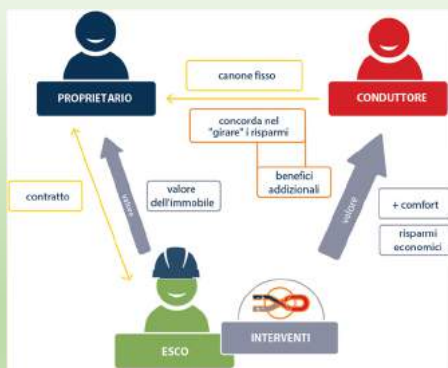 canone fisso
PROPRIETARIO
CONDUTTORE
concorda nel
"girare" i risparmi
benefici
addizionali
contratto
valore
valore
dell'immobile
valore
+ comfort
risparmi
economici
ESCO
INTERVENTI